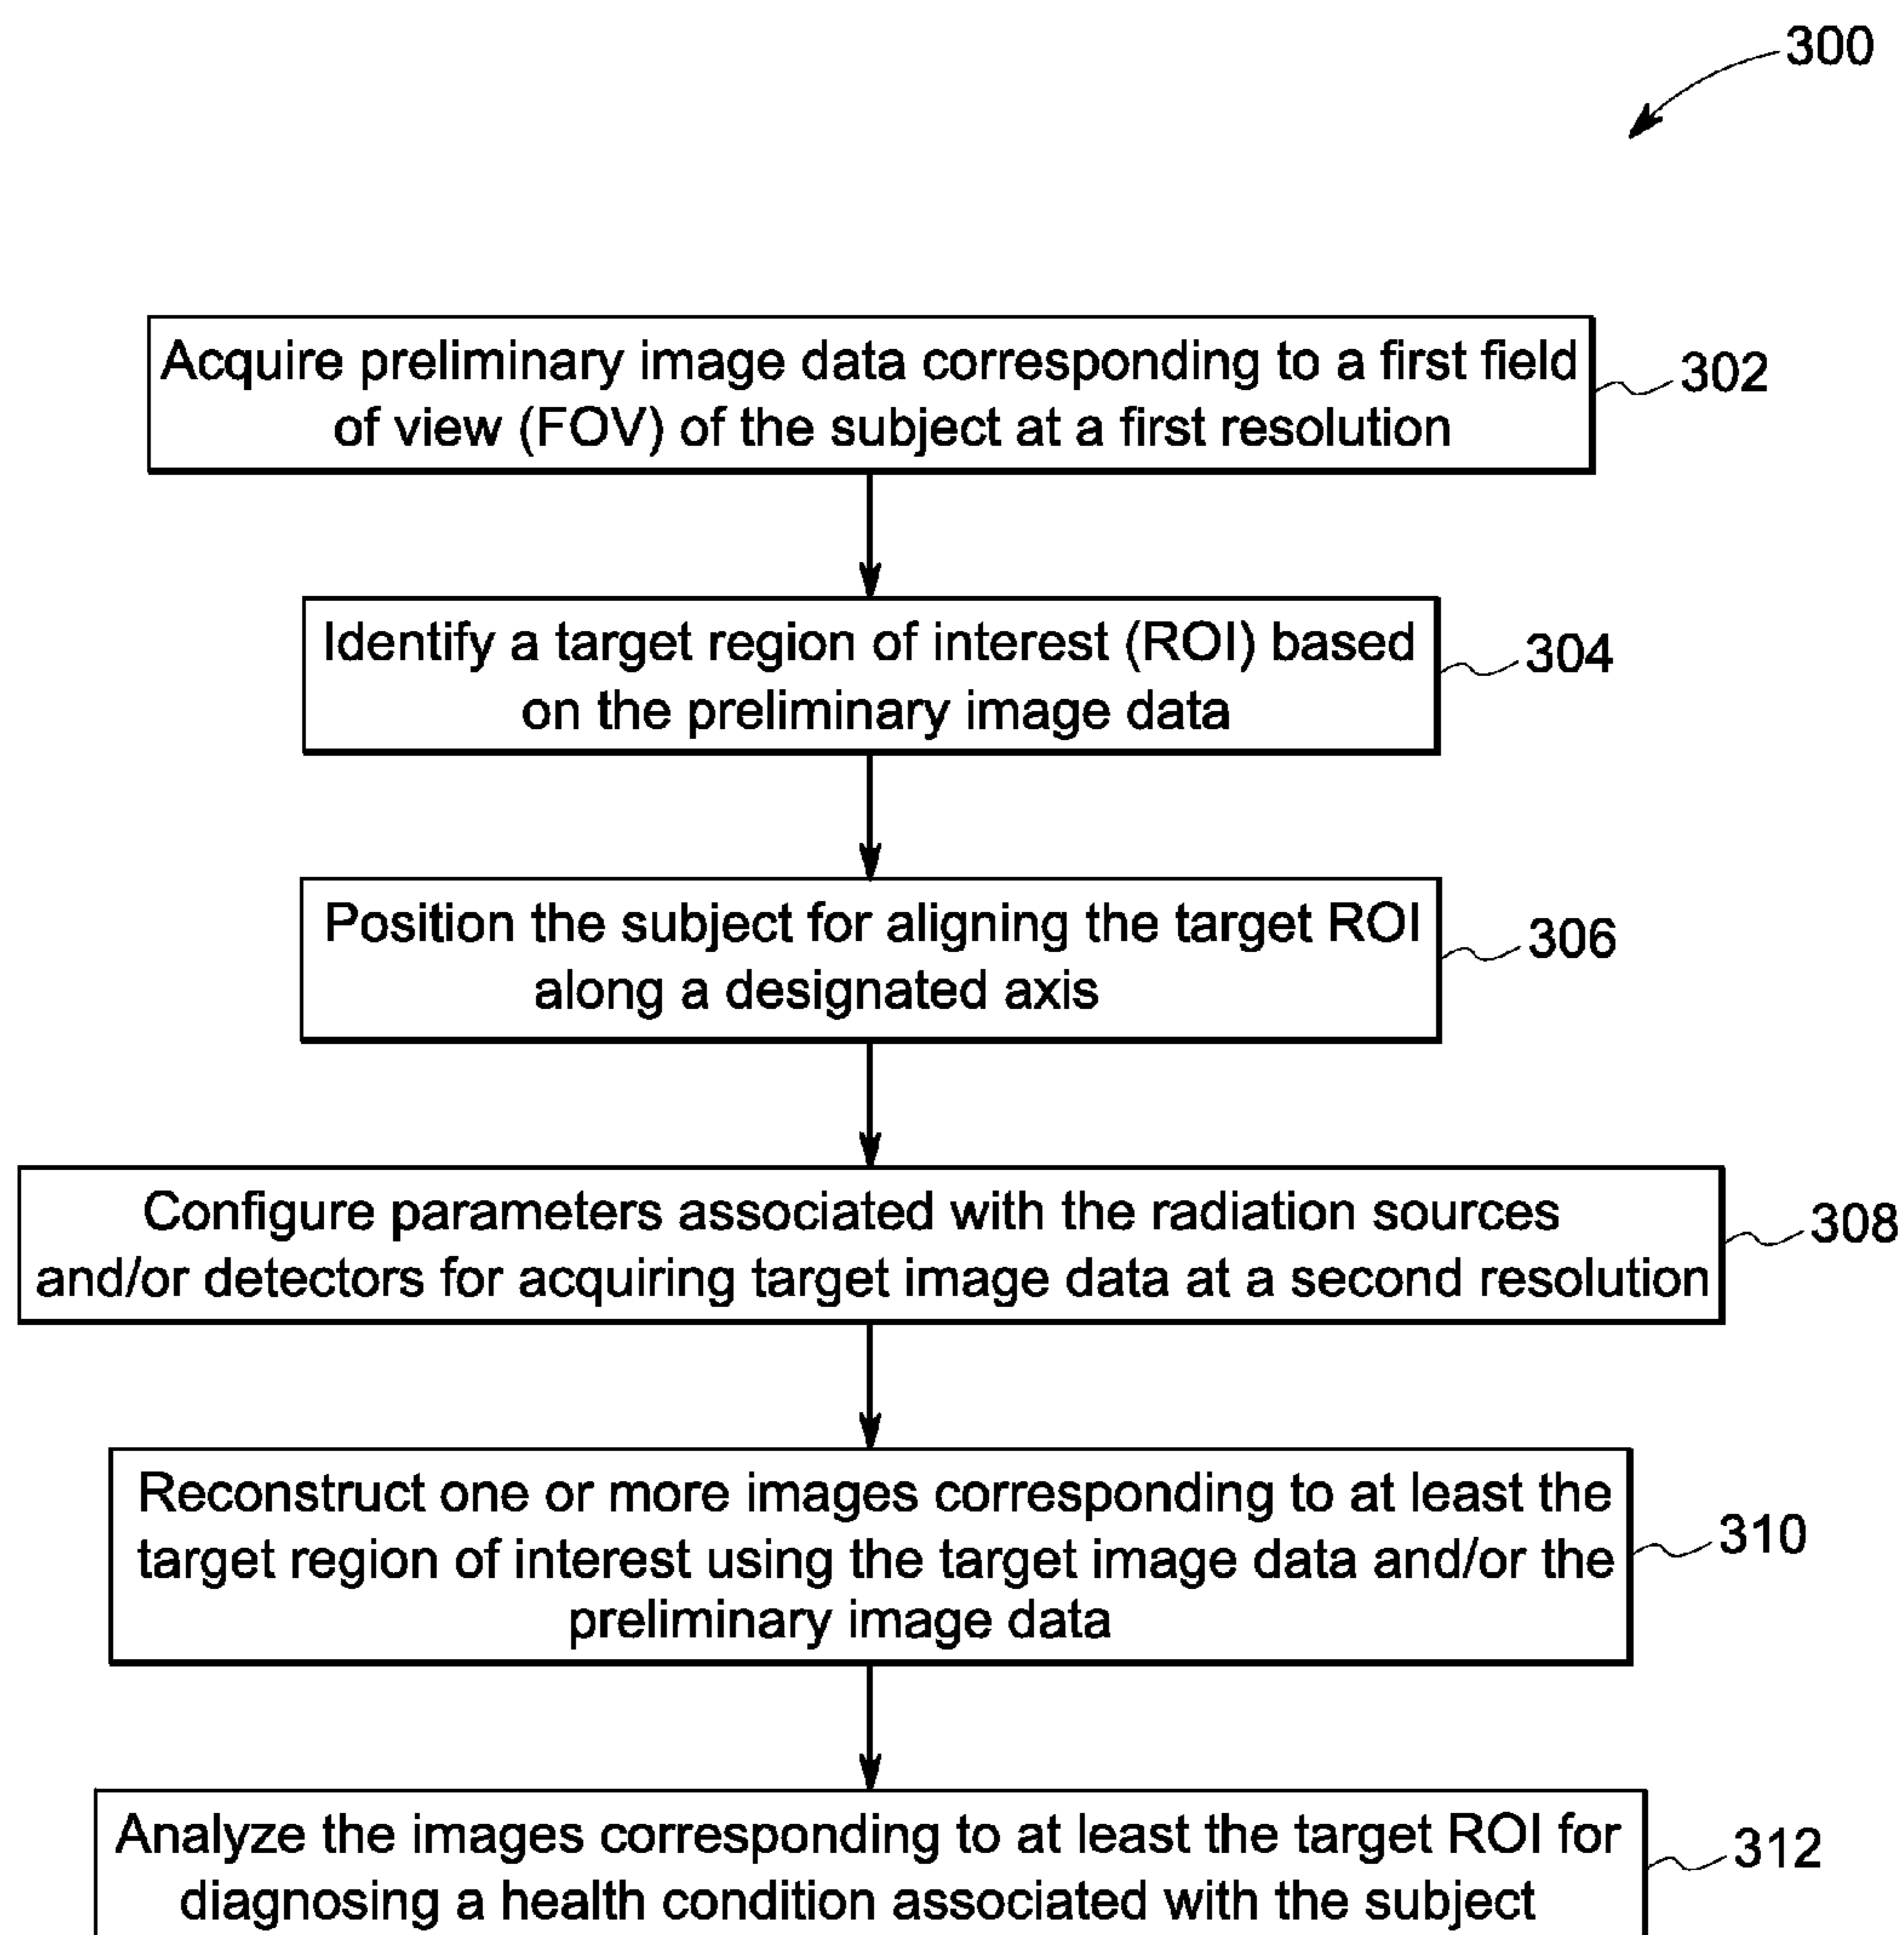 300
Acquire preliminary image data corresponding to a first field
of view (FOV) of the subject at a first resolution
302
Identify a target region of interest (ROI) based
on the preliminary image data
304
Position the subject for aligning the target ROI
along a designated axis
306
Configure parameters associated with the radiation sources
and/or detectors for acquiring target image data at a second resolution
308
Reconstruct one or more images corresponding to at least the
target region of interest using the target image data and/or the
preliminary image data
310
Analyze the images corresponding to at least the target ROI for
diagnosing a health condition associated with the subject
312